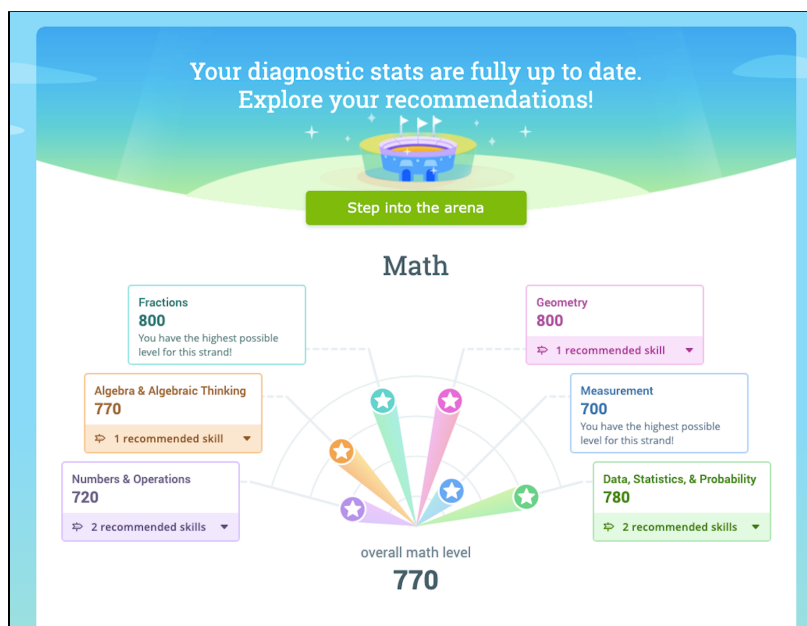 Your diagnostic stats are fully up to date.
Explore your recommendations!
Step into the arena
Math
Fractions
800
You have the highest possible
level for this strand!
Geometry
800
1 recommended skill
Algebra & Algebraic Thinking
770
1 recommended skill
Measurement
700
You have the highest possible
level for this strand!
Numbers & Operations
720
2 recommended skills
Data, Statistics, & Probability
780
2 recommended skills
overall math level
770